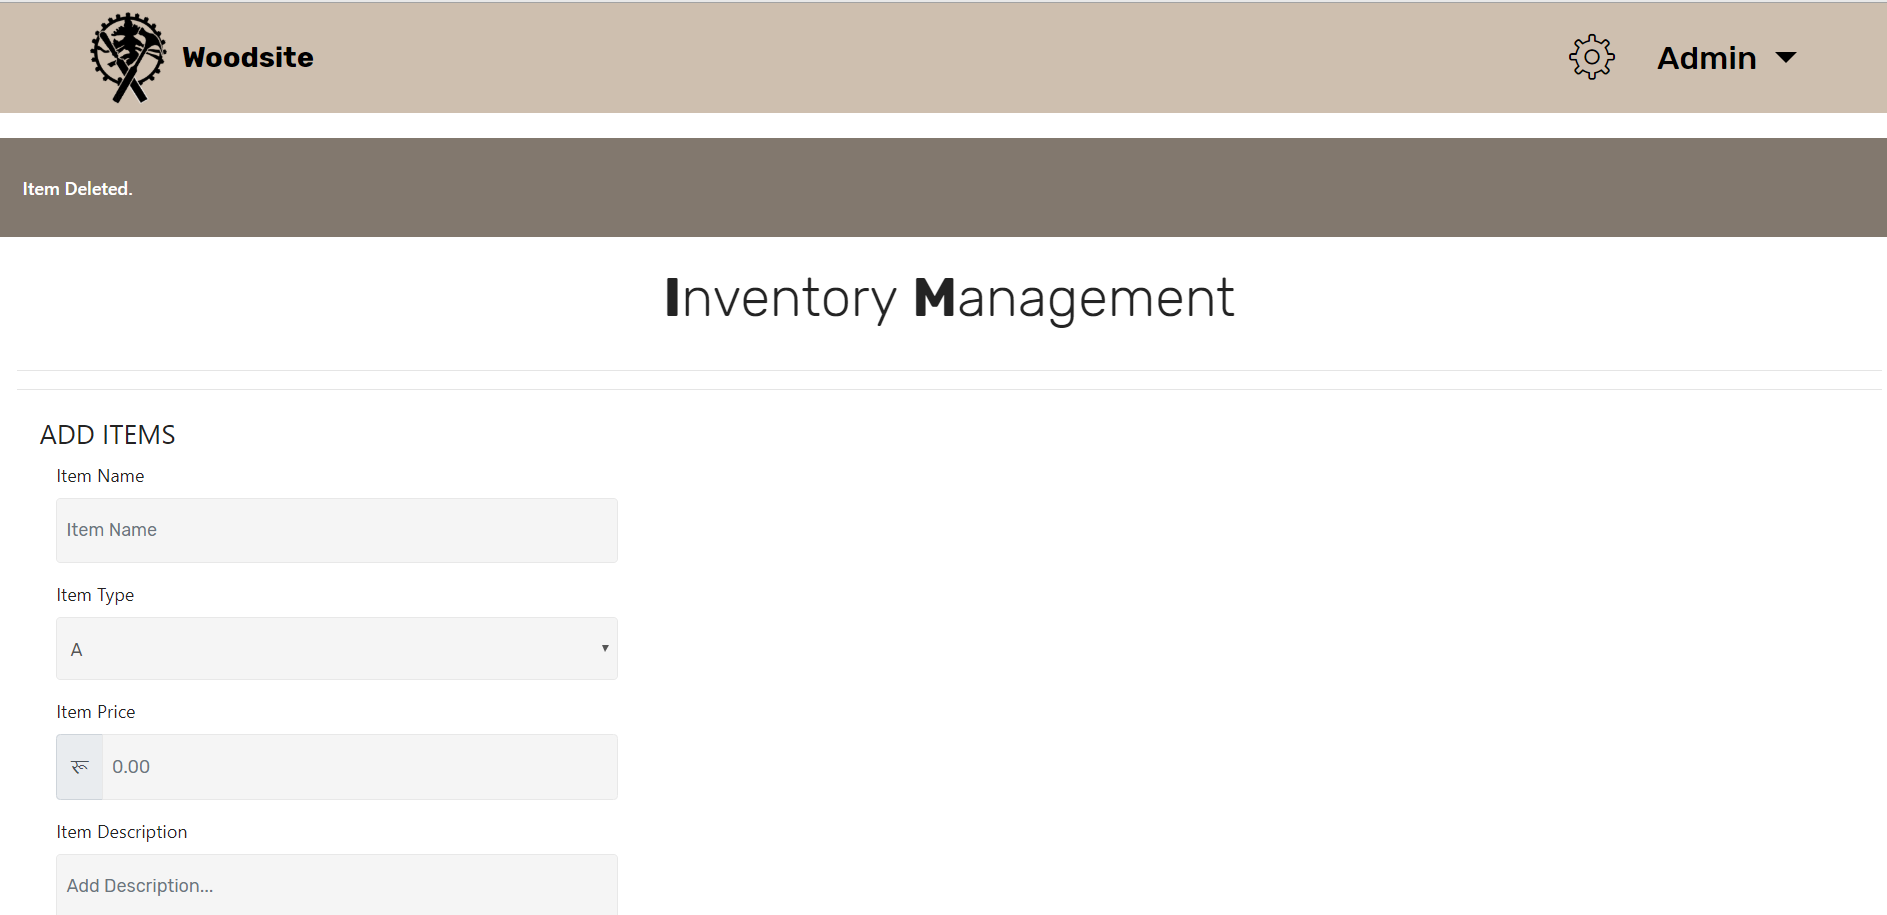 Woodsite
Admin
Item Deleted.
Inventory Management
ADD ITEMS
Item Name
Item Name
Item Type
A
Item Price
रू 0.00
Item Description
Add Description...